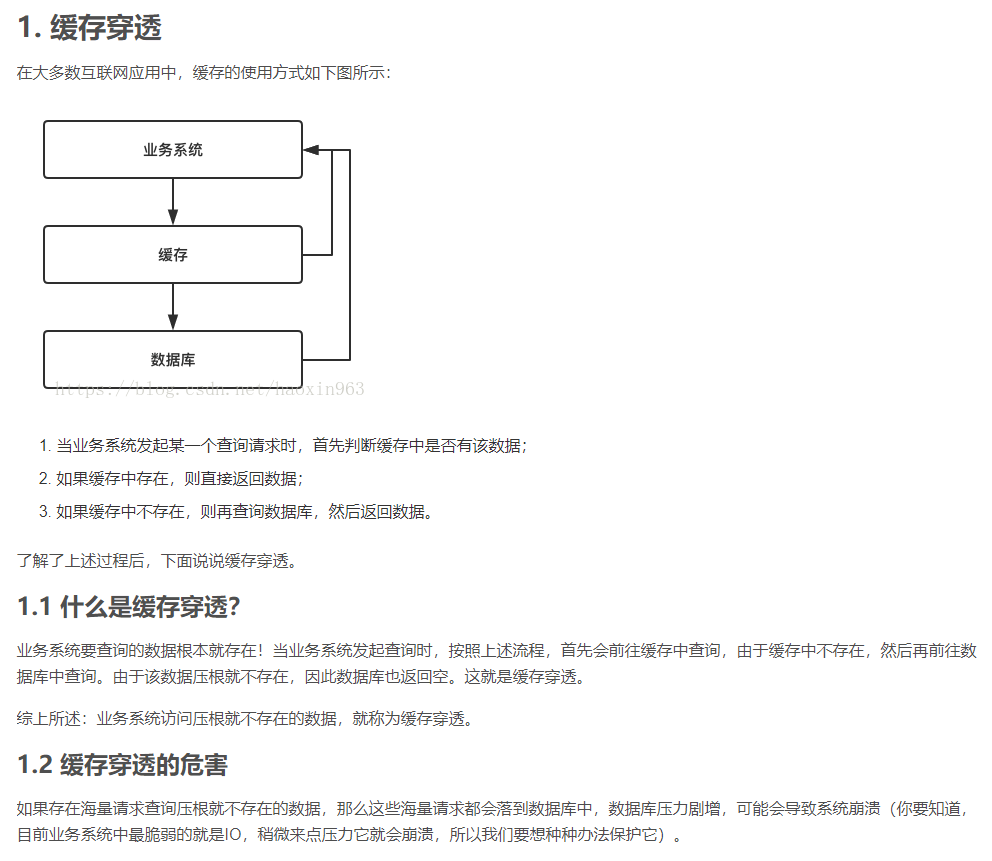 1. 缓存穿透
在大多数互联网应用中，缓存的使用方式如下图所示：
业务系统
缓存
数据库
https://blog.csdn.net/haoxin963
1. 当业务系统发起某一个查询请求时，首先判断缓存中是否有该数据；
2. 如果缓存中存在，则直接返回数据；
3. 如果缓存中不存在，则再查询数据库，然后返回数据。
了解了上述过程后，下面说说缓存穿透。
1.1 什么是缓存穿透？
业务系统要查询的数据根本就存在！当业务系统发起查询时，按照上述流程，首先会前往缓存中查询，由于缓存中不存在，然后再前往数
据库中查询。由于该数据压根就不存在，因此数据库也返回空。这就是缓存穿透。
综上所述：业务系统访问压根就不存在的数据，就称为缓存穿透。
1.2 缓存穿透的危害
如果存在海量请求查询压根就不存在的数据，那么这些海量请求都会落到数据库中，数据库压力剧增，可能会导致系统崩溃（你要知道，
目前业务系统中最脆弱的就是IO，稍微来点压力它就会崩溃，所以我们要想种种办法保护它）。